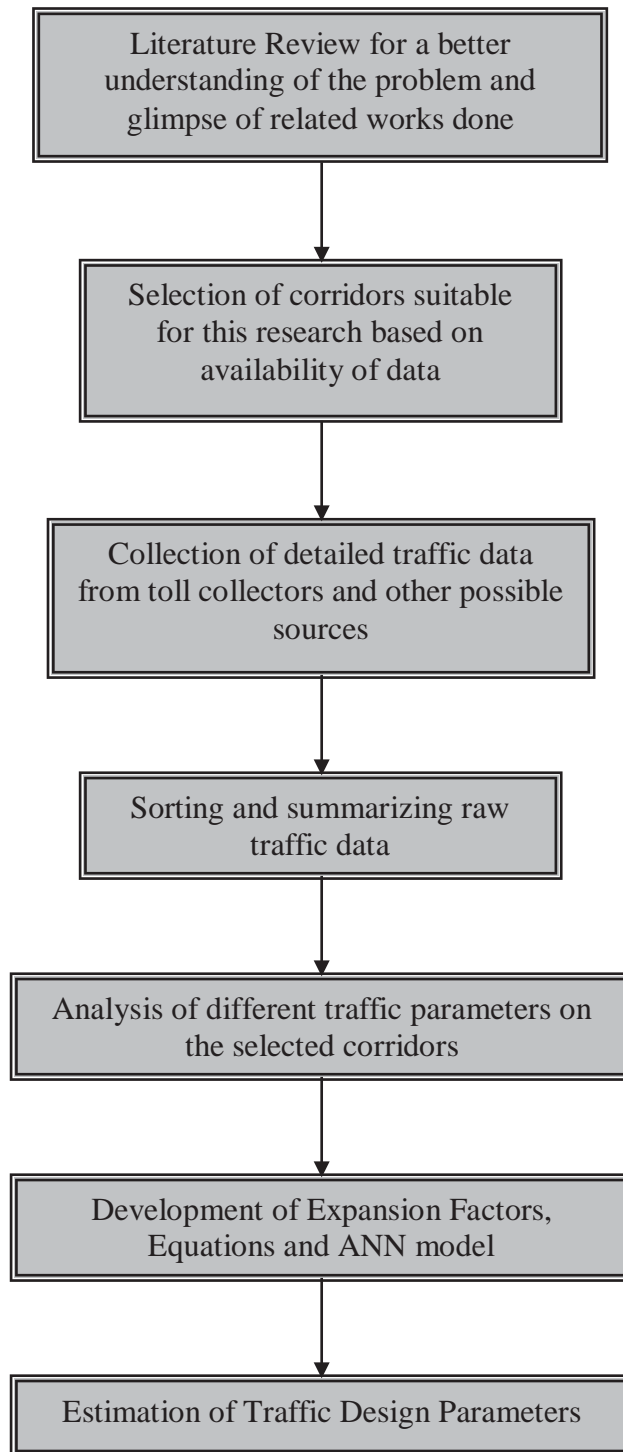 Literature Review for a better
understanding of the problem and
glimpse of related works done
Selection of corridors suitable
for this research based on
availability of data
Collection of detailed traffic data
from toll collectors and other possible
sources
Sorting and summarizing raw
traffic data
Analysis of different traffic parameters on
the selected corridors
Development of Expansion Factors,
Equations and ANN model
Estimation of Traffic Design Parameters